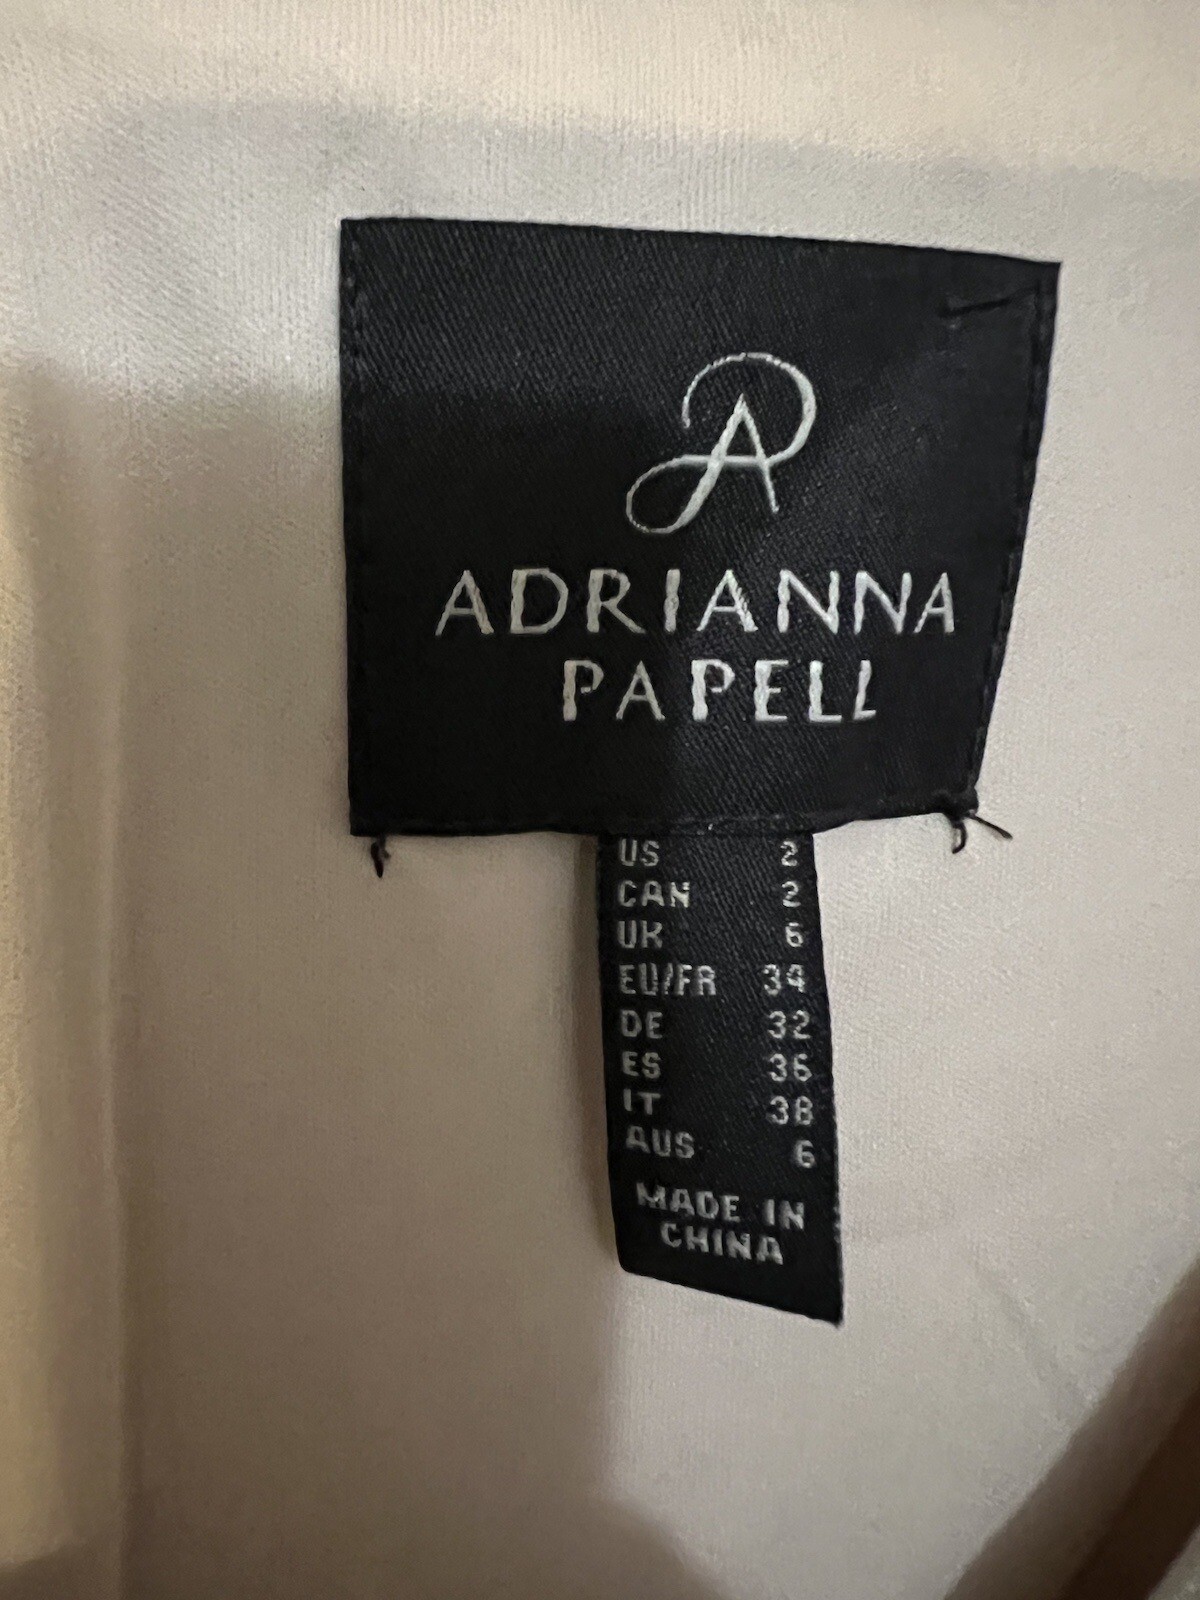 ADRIANNA
PAPELL
US 2
CAN 2
UK 6
EU/FR 34
DE 32
ES 36
IT 38
AUS 6
MADE IN
CHINA